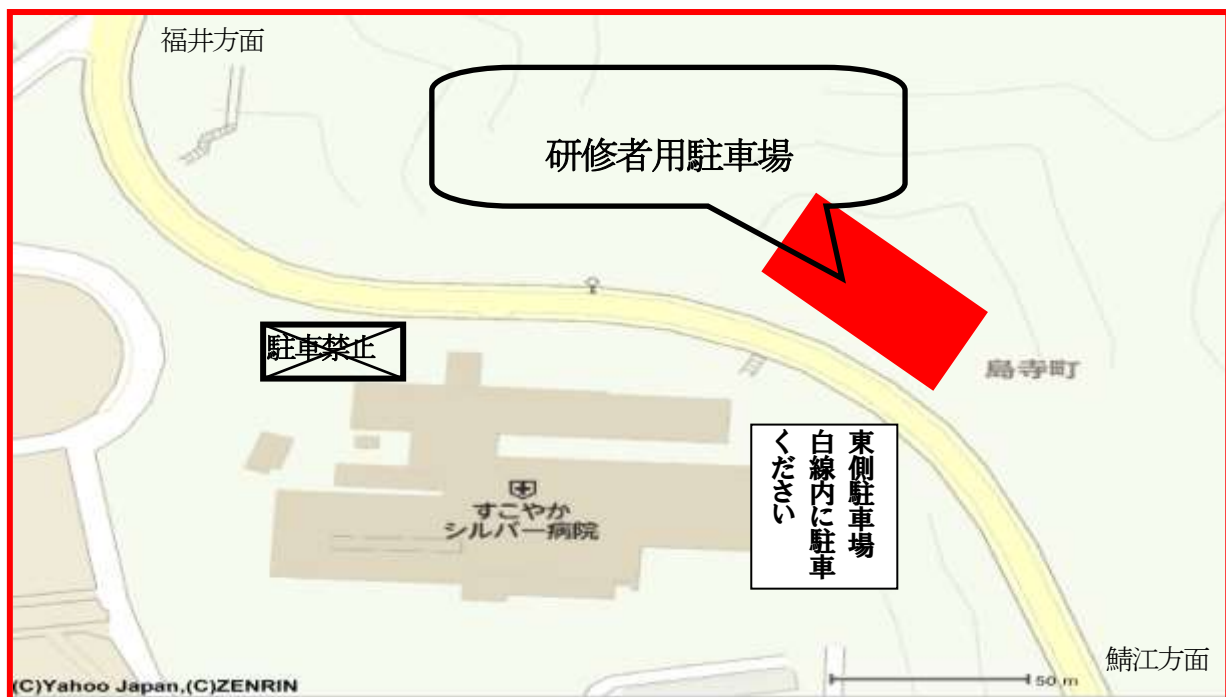 福井方面
研修者用駐車場
駐車禁止
島寺町
東側駐車場
白線内に駐車
ください
すこやか
シルバー病院
鯖江方面
50 m
(C)Yahoo Japan,(C)ZENRIN